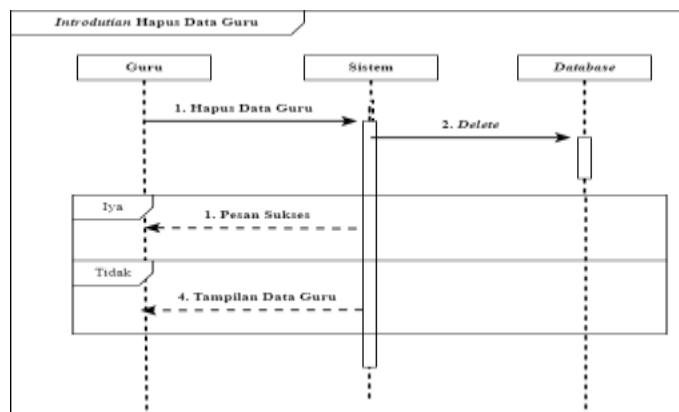 Introdutian Hapus Data Guru
Guru
Sistem
Database
1. Hapus Data Guru
2. Delete
Iya
1. Pesan Sukses
Tidak
4. Tampilan Data Guru